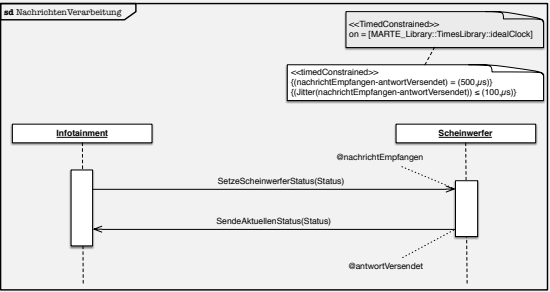 sd NachrichtenVerarbeitung
<<TimedConstrained>>
on = [MARTE_Library::TimesLibrary::idealClock]
<<timedConstrained>>
{(nachrichtEmpfangen-antwortVersendet) = (500,µs)}
{(Jitter(nachrichtEmpfangen-antwortVersendet)) ≤ (100,µs)}
Infotainment
Scheinwerfer
@nachrichtEmpfangen
SetzeScheinwerferStatus(Status)
SendeAktuellenStatus(Status)
@antwortVersendet